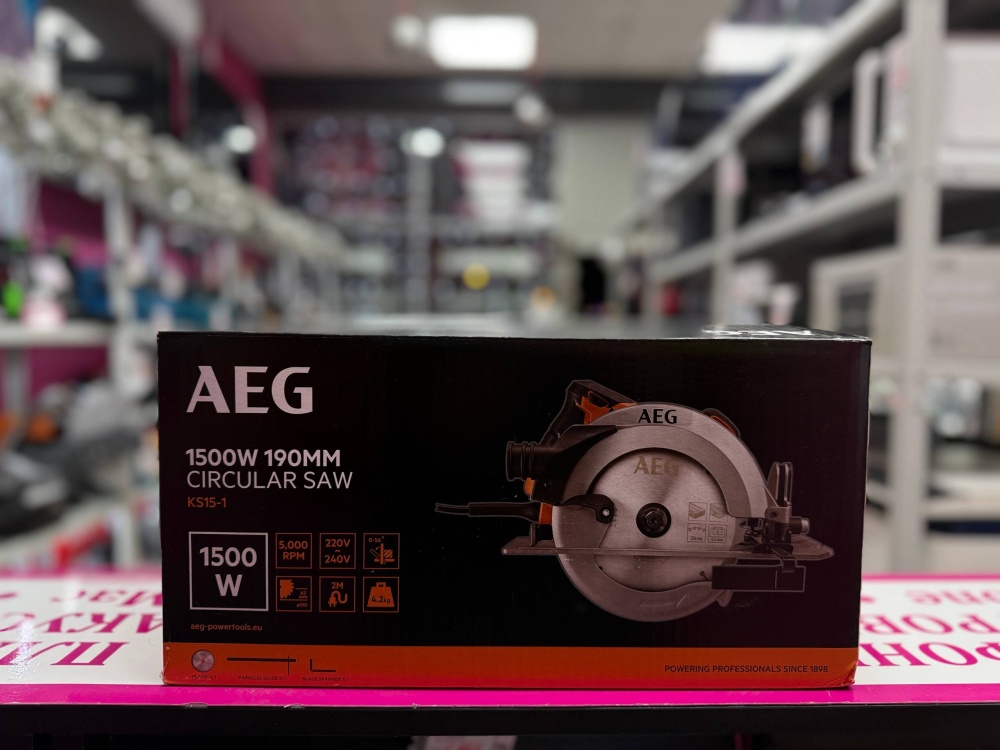 AEG
1500W 190MM
CIRCULAR SAW
KS15-1
1500
W
5,000
RPM
220V
~
240V
2M
4.2kg
aeg-powertools.eu
POWERING PROFESSIONALS SINCE 1898
AEG
AEG